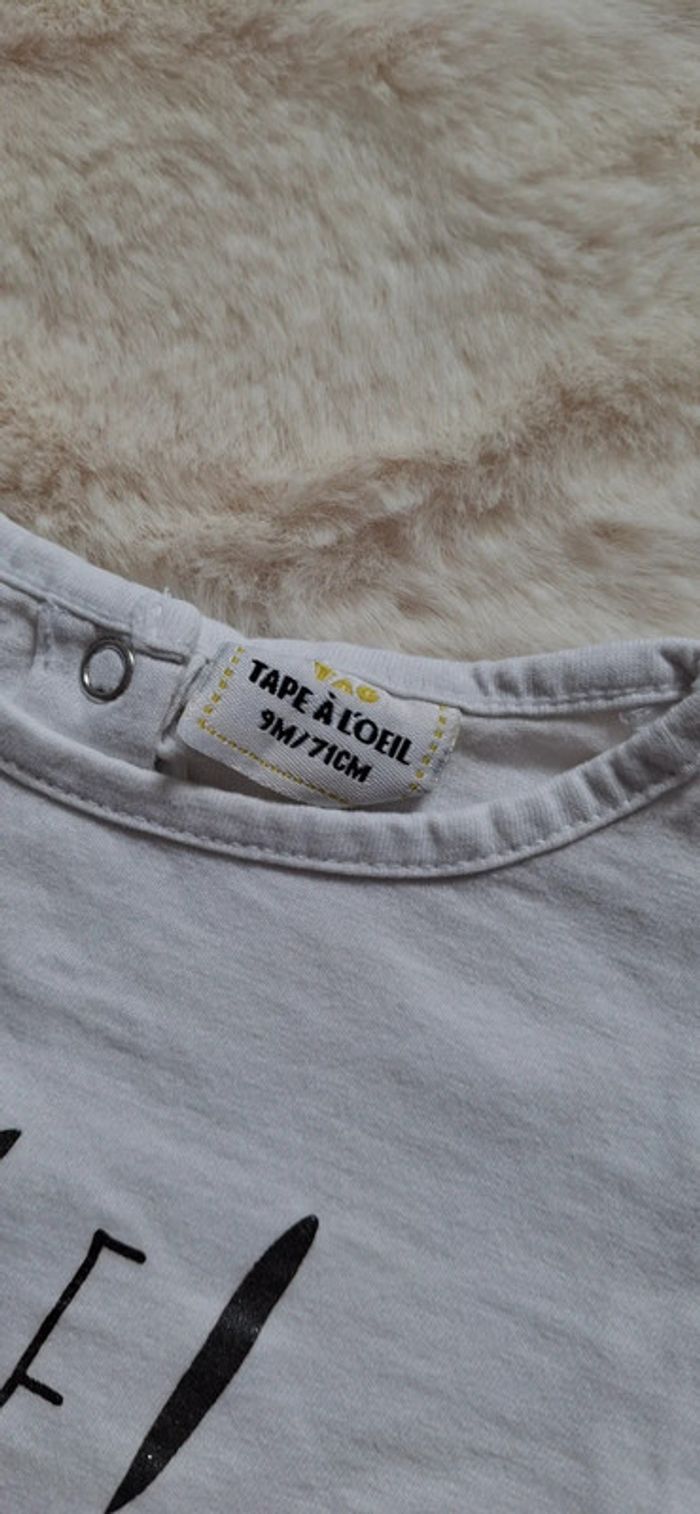 TAO
TAPE À L'OEIL
9M/71CM